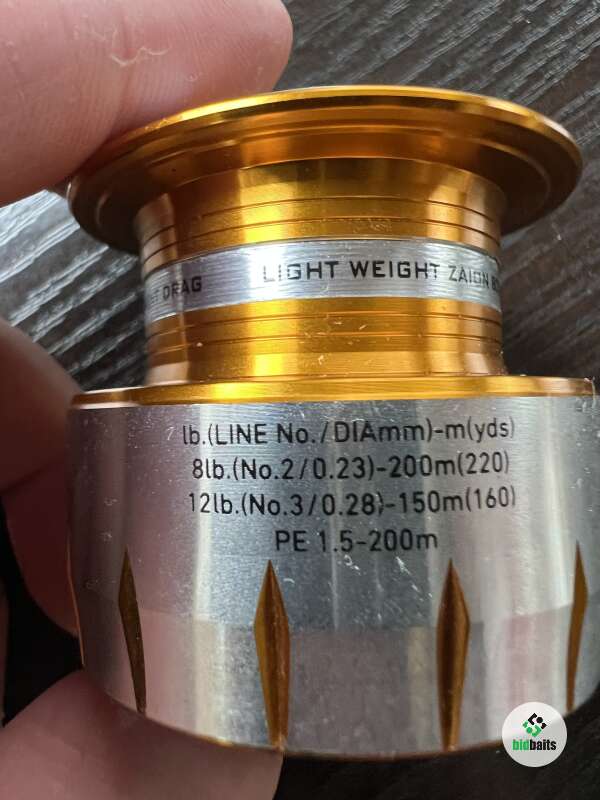 DRAG LIGHT WEIGHT ZAION
lb.(LINE No./DIAmm)-m(yds)
8lb.(No.2/0.23)-200m(220)
12lb.(No.3/0.28)-150m(160)
PE 1.5-200m
bidbaits